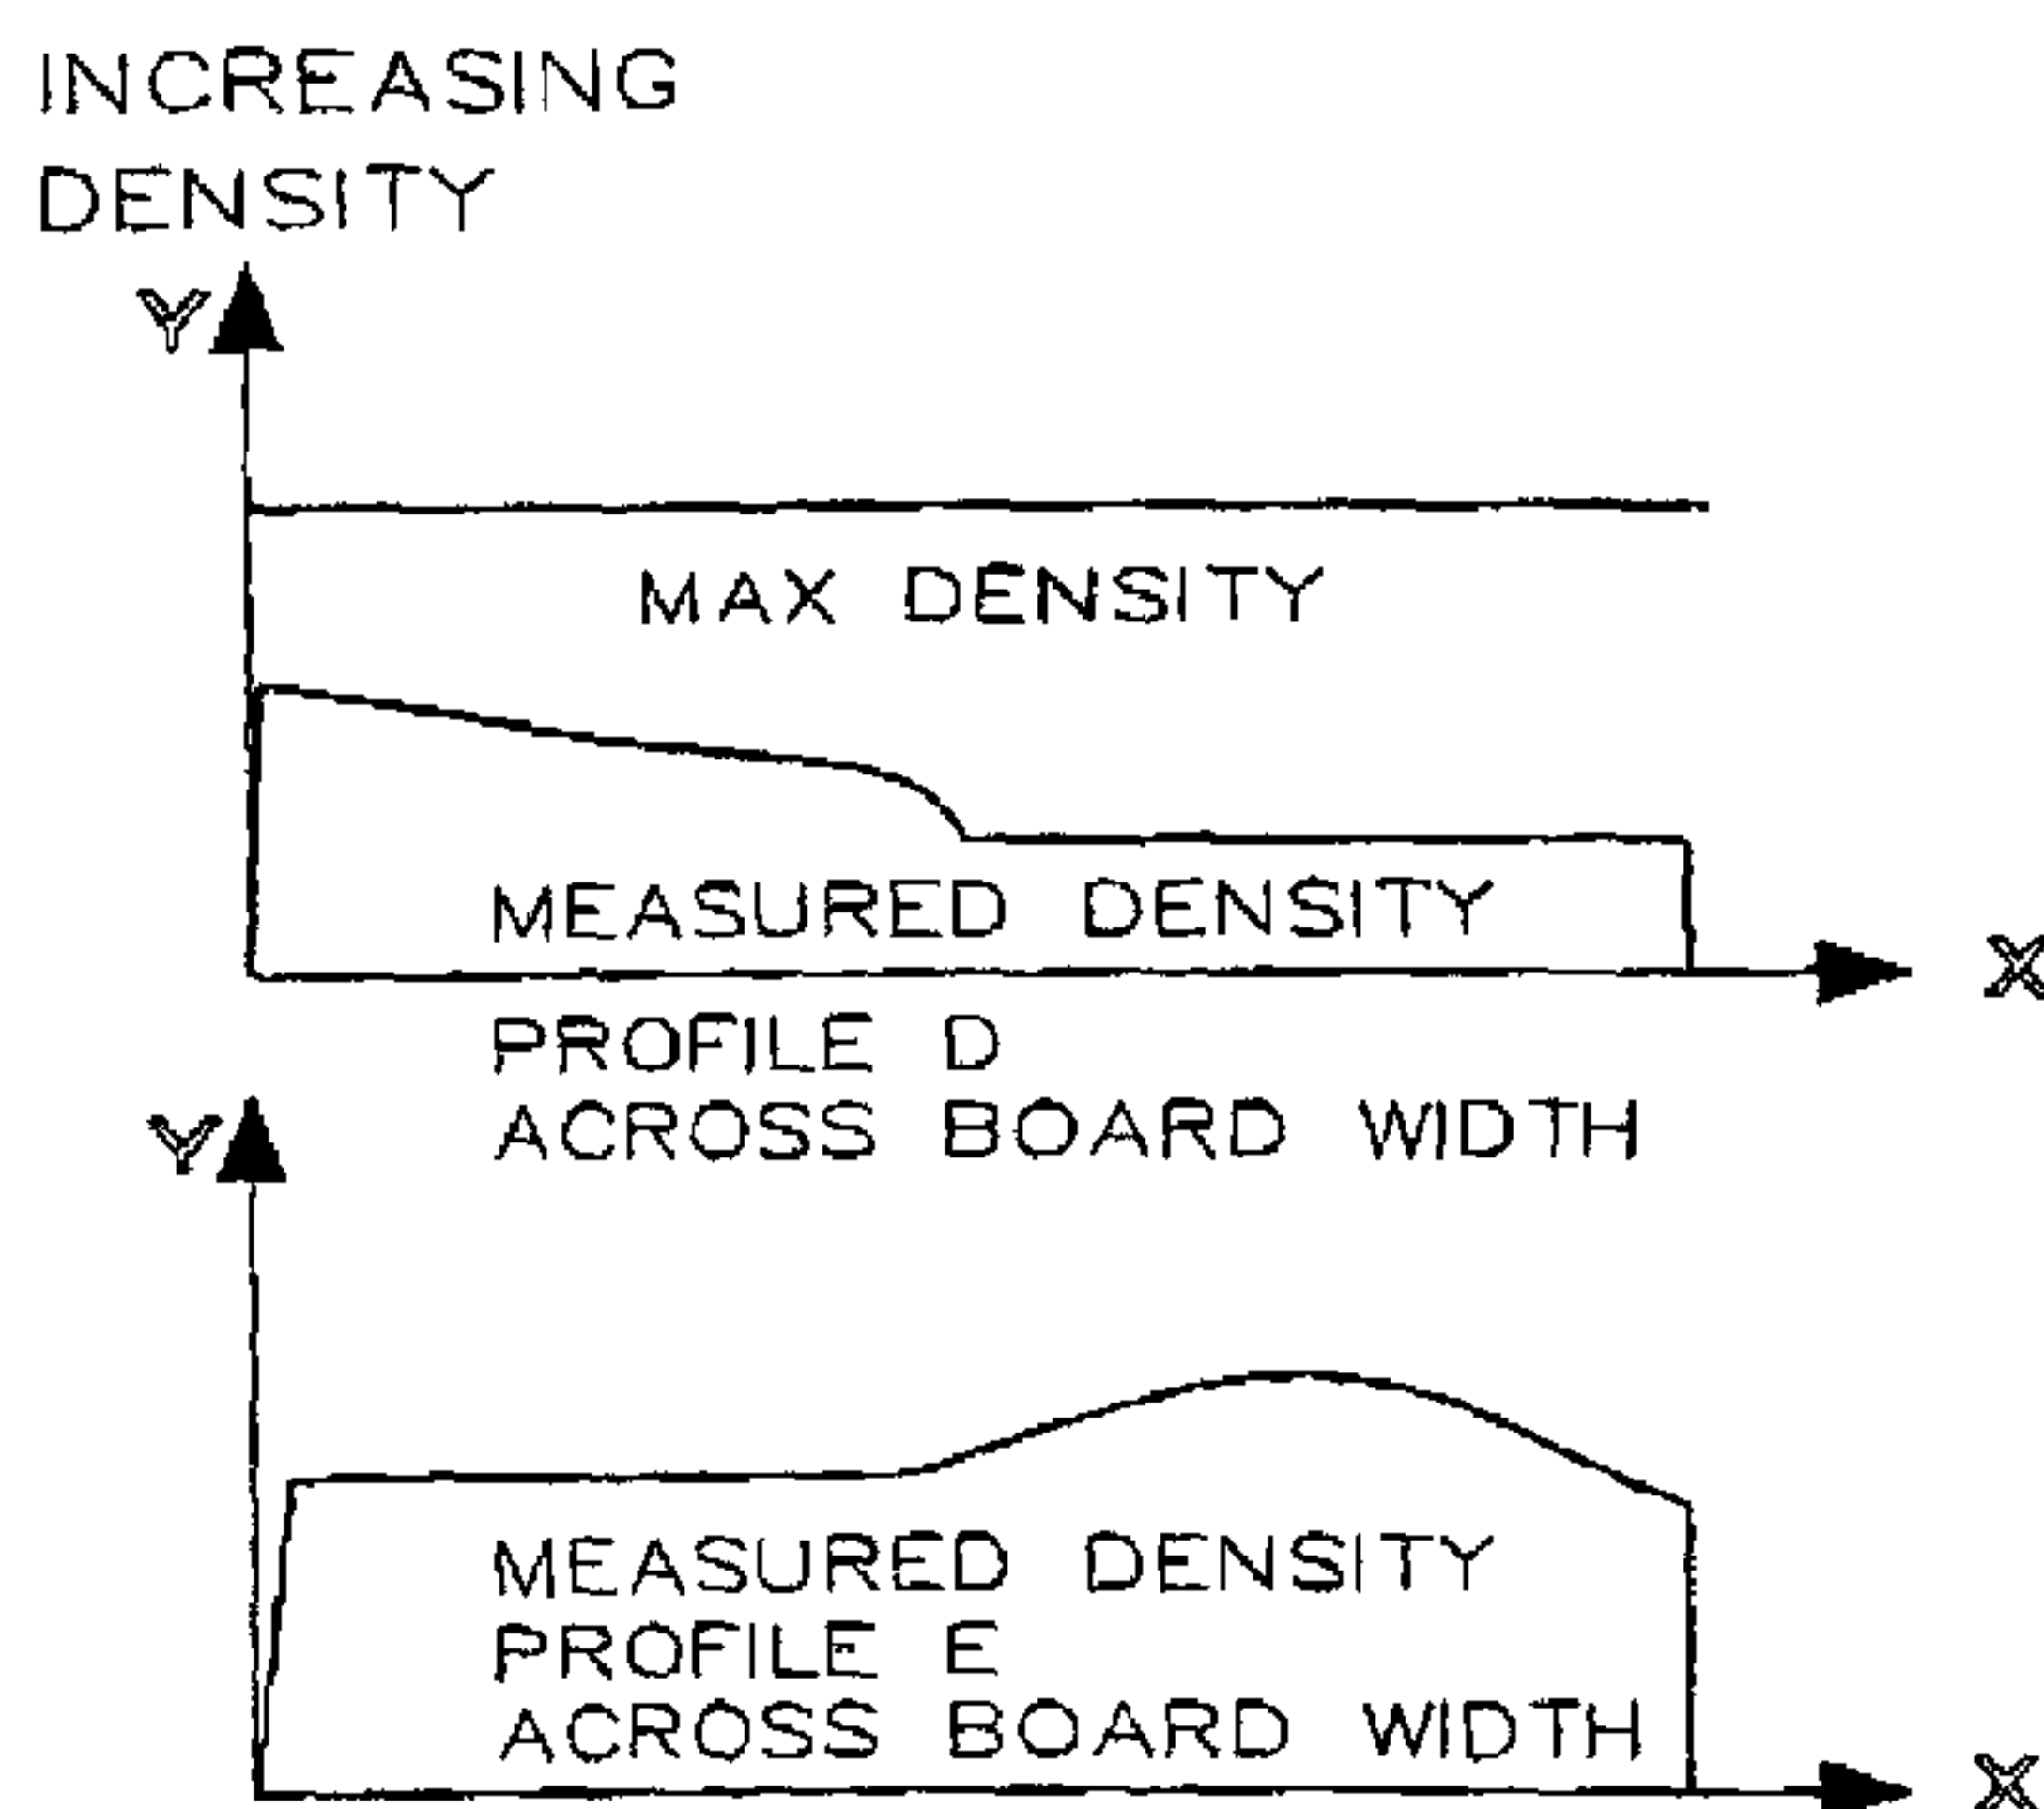 INCREASING
DENSITY
Y
MAX DENSITY
MEASURED DENSITY
X
PROFILE D
ACROSS BOARD WIDTH
Y
MEASURED DENSITY
PROFILE E
ACROSS BOARD WIDTH
X